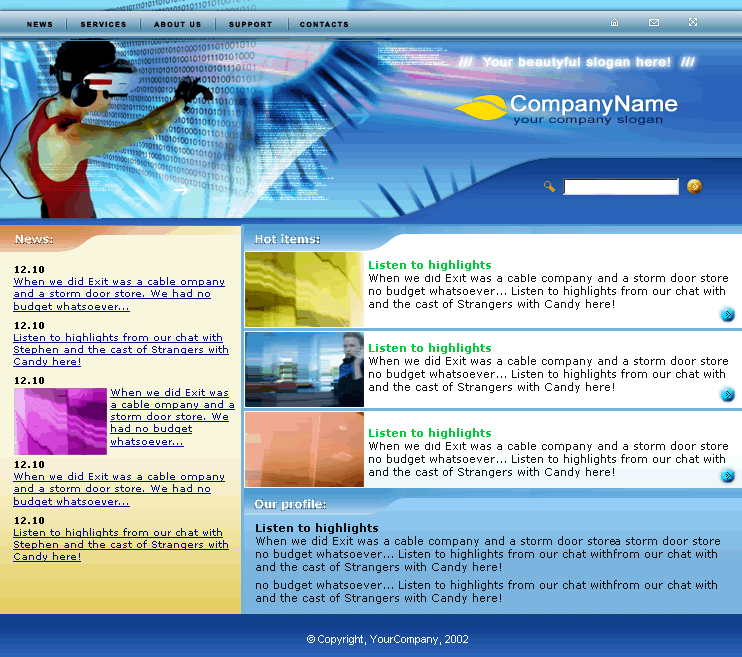 NEWS SERVICES ABOUT US SUPPORT CONTACTS
/// Your beautyful slogan here! ///
CompanyName
your company slogan
News:
12.10
When we did Exit was a cable ompany
and a storm door store. We had no
budget whatsoever...
12.10
Listen to highlights from our chat with
Stephen and the cast of Strangers with
Candy here!
12.10
When we did Exit was
a cable ompany and a
storm door store. We
had no budget
whatsoever...
12.10
When we did Exit was a cable ompany
and a storm door store. We had no
budget whatsoever...
12.10
Listen to highlights from our chat with
Stephen and the cast of Strangers with
Candy here!
Hot items:
Listen to highlights
When we did Exit was a cable company and a storm door store
no budget whatsoever... Listen to highlights from our chat with
and the cast of Strangers with Candy here!
Listen to highlights
When we did Exit was a cable company and a storm door store
no budget whatsoever... Listen to highlights from our chat with
and the cast of Strangers with Candy here!
Listen to highlights
When we did Exit was a cable company and a storm door store
no budget whatsoever... Listen to highlights from our chat with
and the cast of Strangers with Candy here!
Our profile:
Listen to highlights
When we did Exit was a cable company and a storm door storea storm door store
no budget whatsoever... Listen to highlights from our chat withfrom our chat with
and the cast of Strangers with Candy here!
no budget whatsoever... Listen to highlights from our chat withfrom our chat with
and the cast of Strangers with Candy here!
© Copyright, YourCompany, 2002